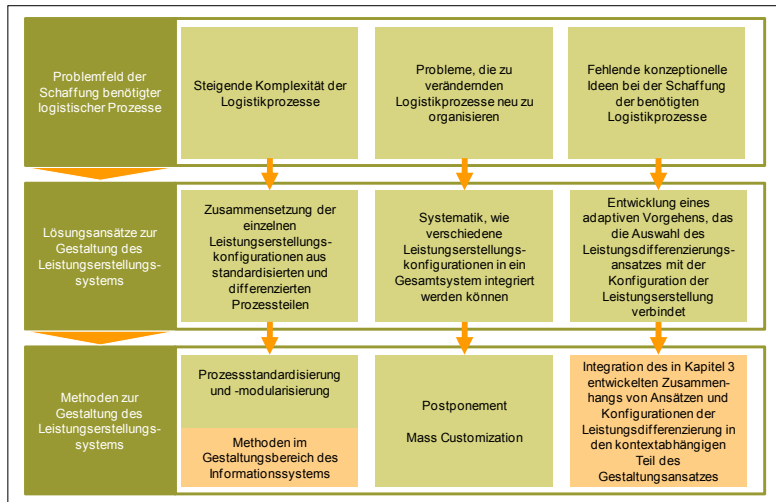 Problemfeld der
Schaffung benötigter
logistischer Prozesse
Steigende Komplexität der
Logistikprozesse
Probleme, die zu
verändernden
Logistikprozesse neu zu
organisieren
Fehlende konzeptionelle
Ideen bei der Schaffung
der benötigten
Logistikprozesse
Lösungsansätze zur
Gestaltung des
Leistungserstellungs-
systems
Zusammensetzung der
einzelnen
Leistungserstellungs-
konfigurationen aus
standardisierten und
differenzierten
Prozessteilen
Systematik, wie
verschiedene
Leistungserstellungs-
konfigurationen in ein
Gesamtsystem integriert
werden können
Entwicklung eines
adaptiven Vorgehens, das
die Auswahl des
Leistungsdifferenzierungs-
ansatzes mit der
Konfiguration der
Leistungserstellung
verbindet
Methoden zur
Gestaltung des
Leistungserstellungs-
systems
Prozessstandardisierung
und -modularisierung
Methoden im
Gestaltungsbereich des
Informationssystems
Postponement
Mass Customization
Integration des in Kapitel 3
entwickelten Zusammen-
hangs von Ansätzen und
Konfigurationen der
Leistungsdifferenzierung in
den kontextabhängigen
Teil des
Gestaltungsansatzes